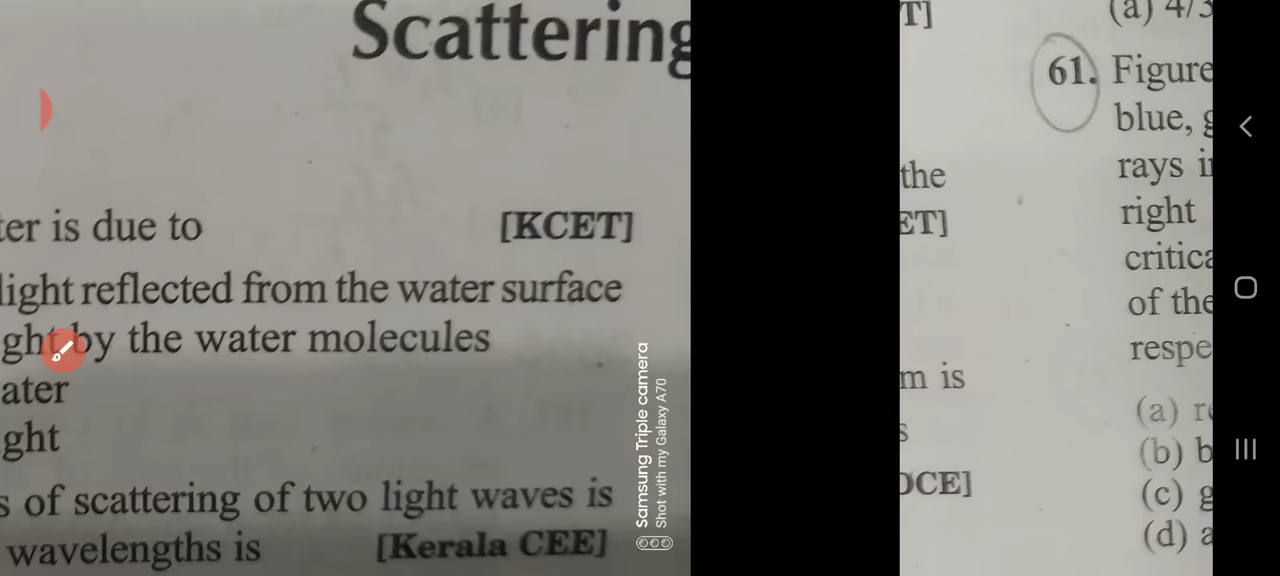 Scattering
ter is due to [KCET]
light reflected from the water surface
ght by the water molecules
ater
ght
s of scattering of two light waves is
wavelengths is [Kerala CEE]
Samsung Triple camera
Shot with my Galaxy A70
T]
the
ET]
m is
s
OCE]
(a) 4/3
61. Figure
blue, g
rays i
right
critica
of the
respe
(a) re
(b) b
(c) g
(d) a